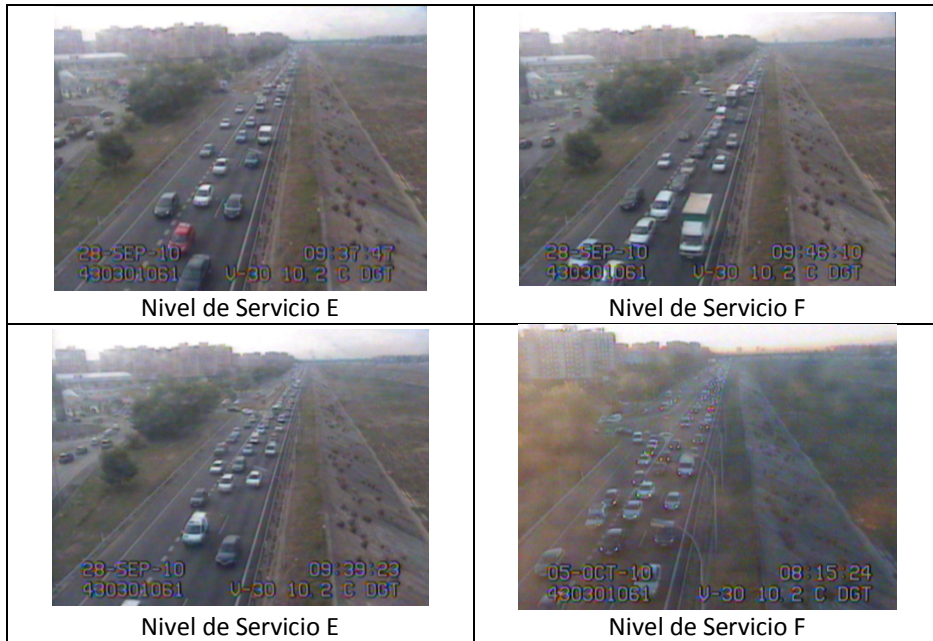 28-SEP-10 09:37:47
430301061 V-30 10,2 C DGT
Nivel de Servicio E
28-SEP-10 09:46:10
430301061 V-30 10,2 C DGT
Nivel de Servicio F
28-SEP-10 09:39:23
430301061 V-30 10,2 C DGT
Nivel de Servicio E
05-OCT-10 08:15:24
430301061 V-30 10,2 C DGT
Nivel de Servicio F